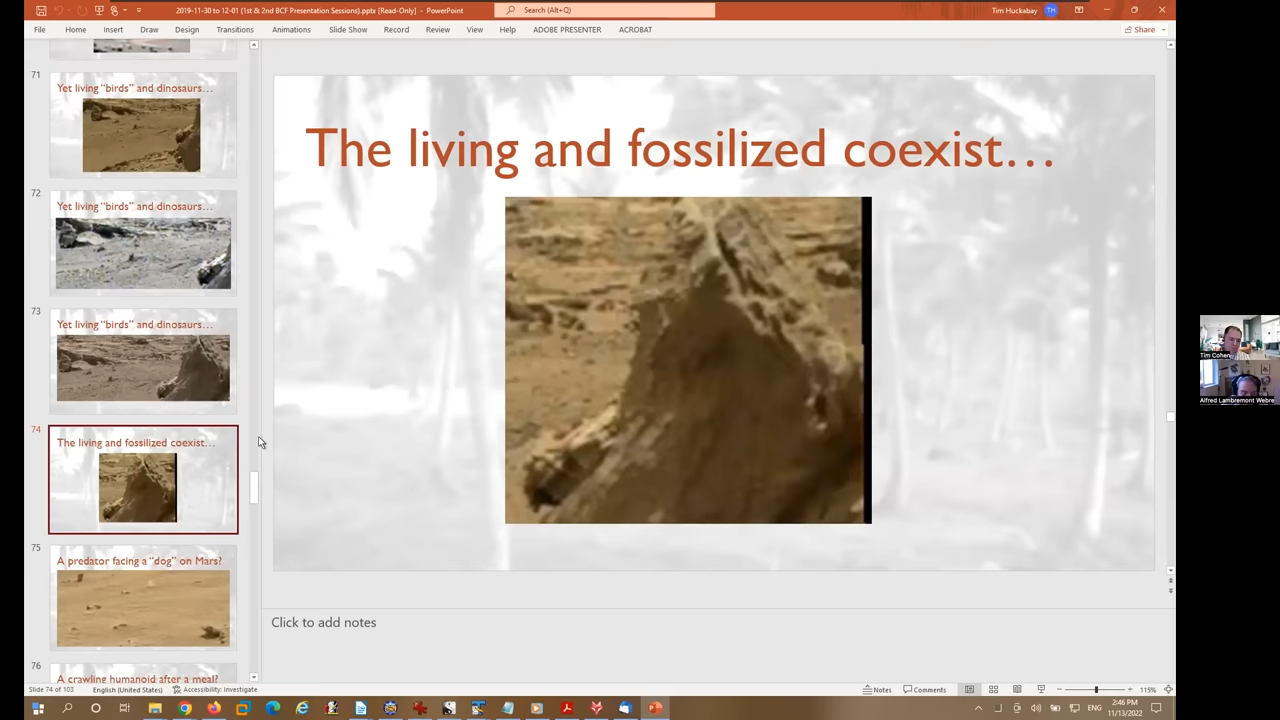 2019-11-30 to 12-01 (1st & 2nd BCF Presentation Sessions).pptx [Read-Only] - PowerPoint
Search (Alt+Q)
Tim Huckabay
TH
File Home Insert Draw Design Transitions Animations Slide Show Record Review View Help ADOBE PRESENTER ACROBAT
Share
71
Yet living "birds" and dinosaurs…
72
Yet living "birds" and dinosaurs…
73
Yet living "birds" and dinosaurs…
74
The living and fossilized coexist…
75
A predator facing a "dog" on Mars?
76
A crawling humanoid after a meal?
The living and fossilized coexist…
Click to add notes
Tim Cohen
Alfred Lambremont Webre
Slide 74 of 103
English (United States)
Accessibility: Investigate
Notes
Comments
115%
ENG
2:46 PM
11/13/2022